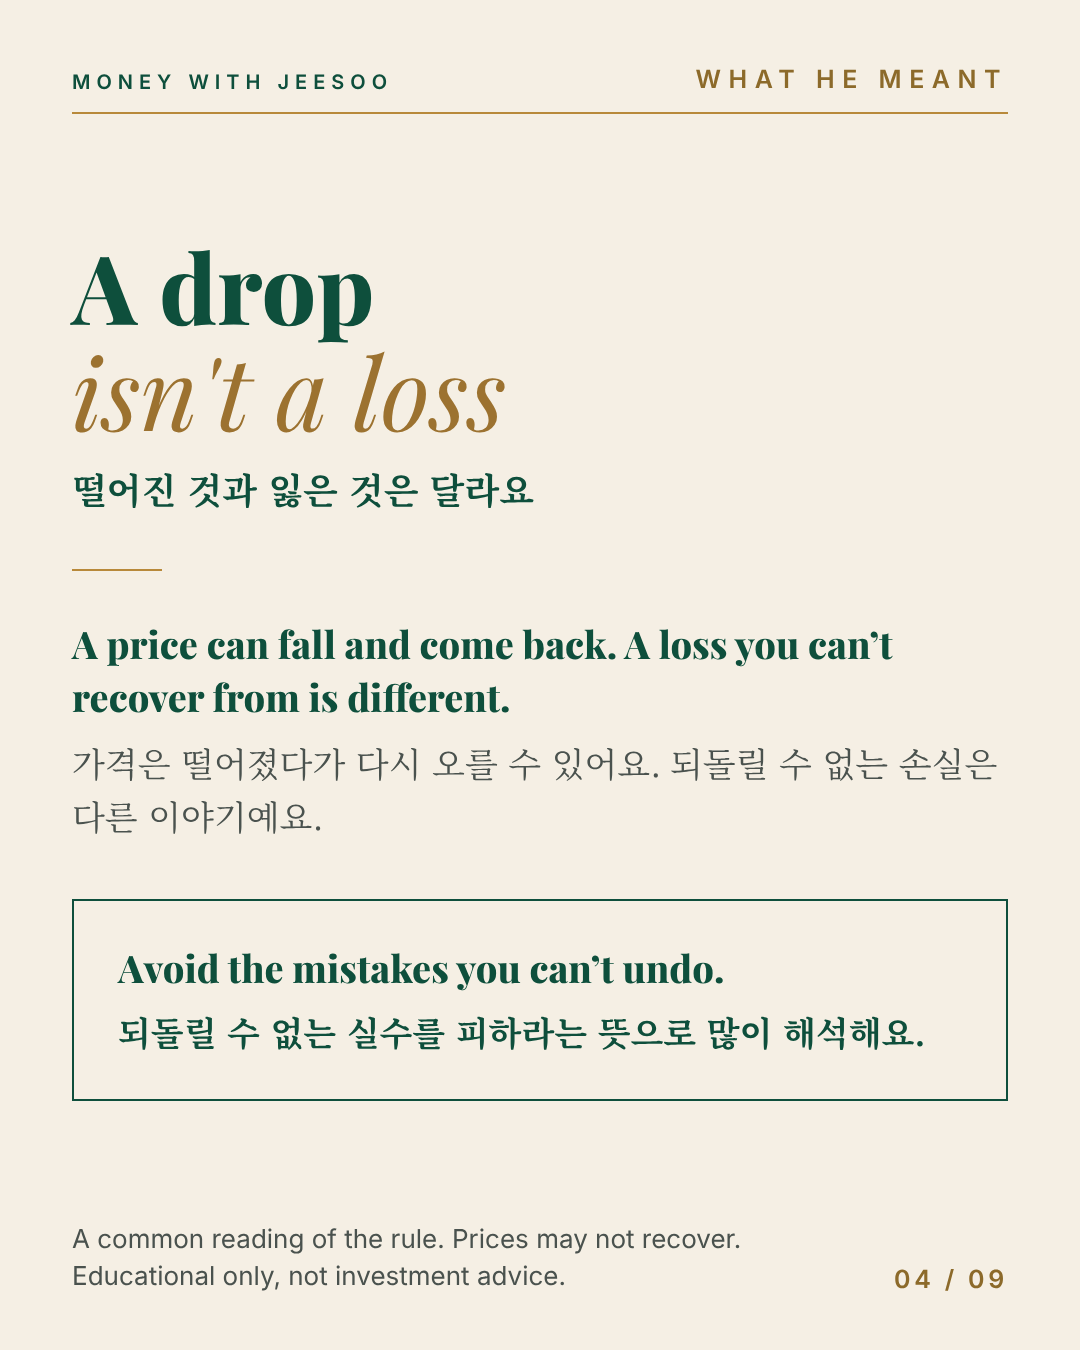 MONEY WITH JEESOO
WHAT HE MEANT
A drop
isn't a loss
떨어진 것과 잃은 것은 달라요
A price can fall and come back. A loss you can’t
recover from is different.
가격은 떨어졌다가 다시 오를 수 있어요. 되돌릴 수 없는 손실은
다른 이야기예요.
Avoid the mistakes you can’t undo.
되돌릴 수 없는 실수를 피하라는 뜻으로 많이 해석해요.
A common reading of the rule. Prices may not recover.
Educational only, not investment advice.
04 / 09